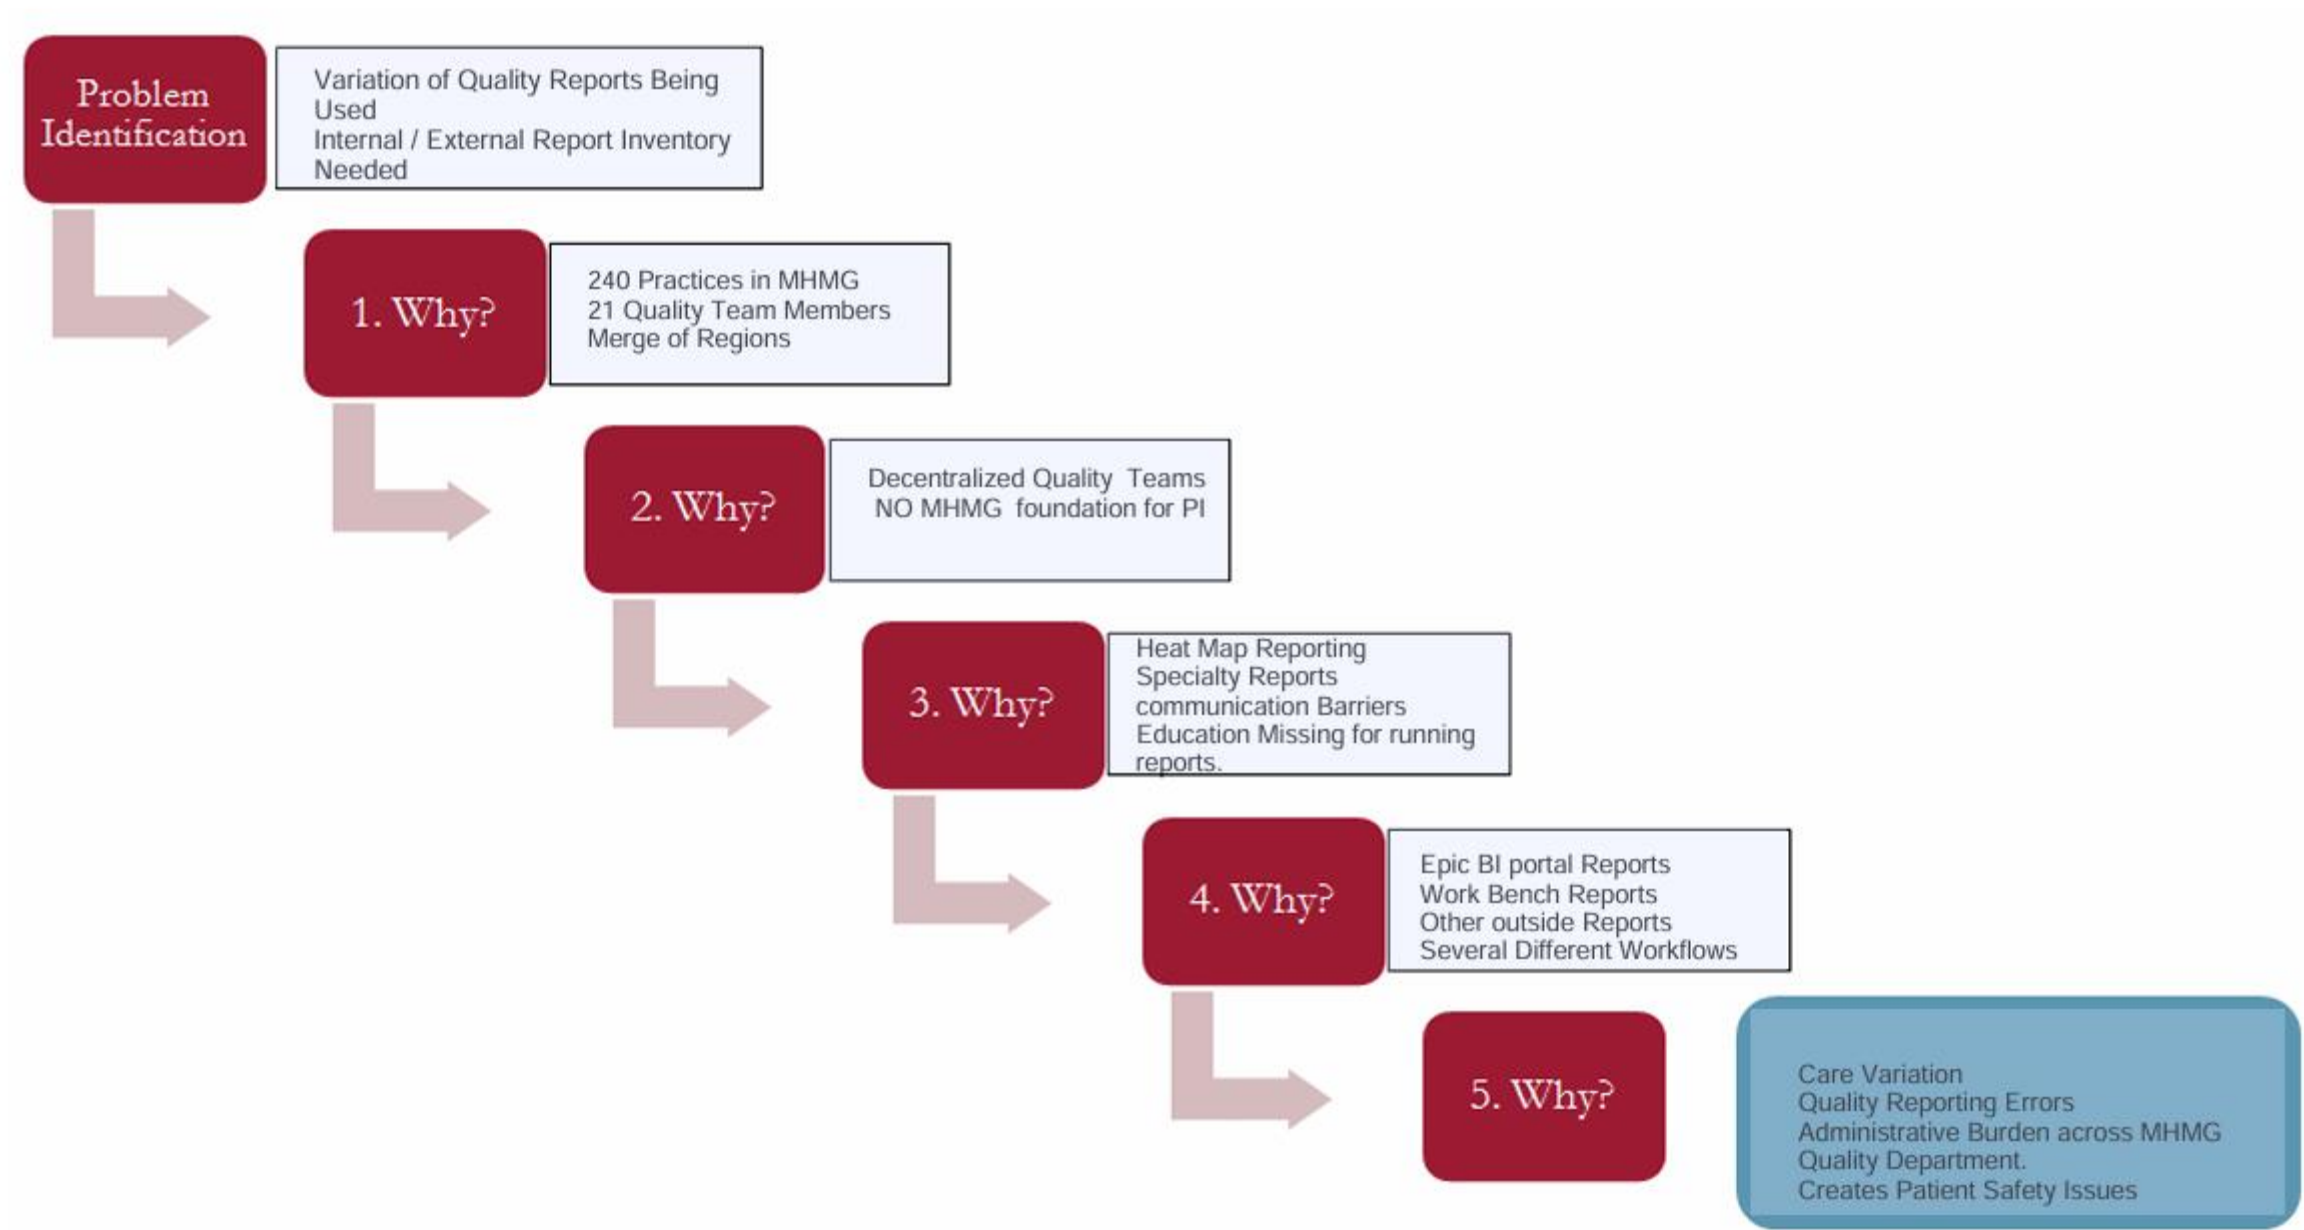 Problem
Identification
Variation of Quality Reports Being
Used
Internal / External Report Inventory
Needed
1. Why?
240 Practices in MHMG
21 Quality Team Members
Merge of Regions
2. Why?
Decentralized Quality  Teams
NO MHMG  foundation for PI
3. Why?
Heat Map Reporting
Specialty Reports
communication Barriers
Education Missing for running
reports.
4. Why?
Epic BI portal Reports
Work Bench Reports
Other outside Reports
Several Different Workflows
5. Why?
Care Variation
Quality Reporting Errors
Administrative Burden across MHMG
Quality Department.
Creates Patient Safety Issues